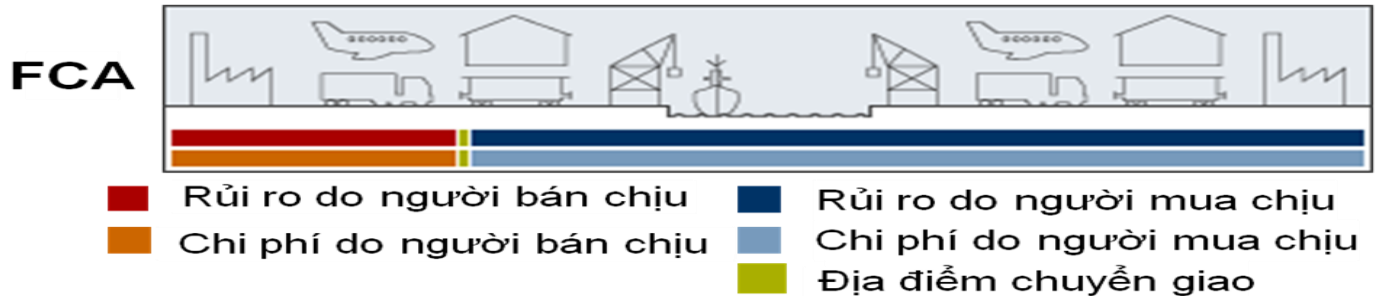 FCA
Rủi ro do người bán chịu
Chi phí do người bán chịu
Rủi ro do người mua chịu
Chi phí do người mua chịu
Địa điểm chuyển giao